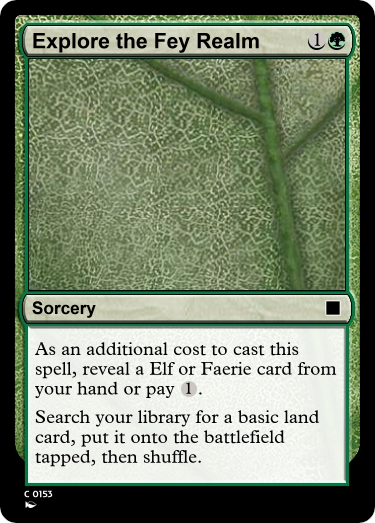 Explore the Fey Realm 1
Sorcery
As an additional cost to cast this
spell, reveal a Elf or Faerie card from
your hand or pay 1.
Search your library for a basic land
card, put it onto the battlefield
tapped, then shuffle.
C 0153